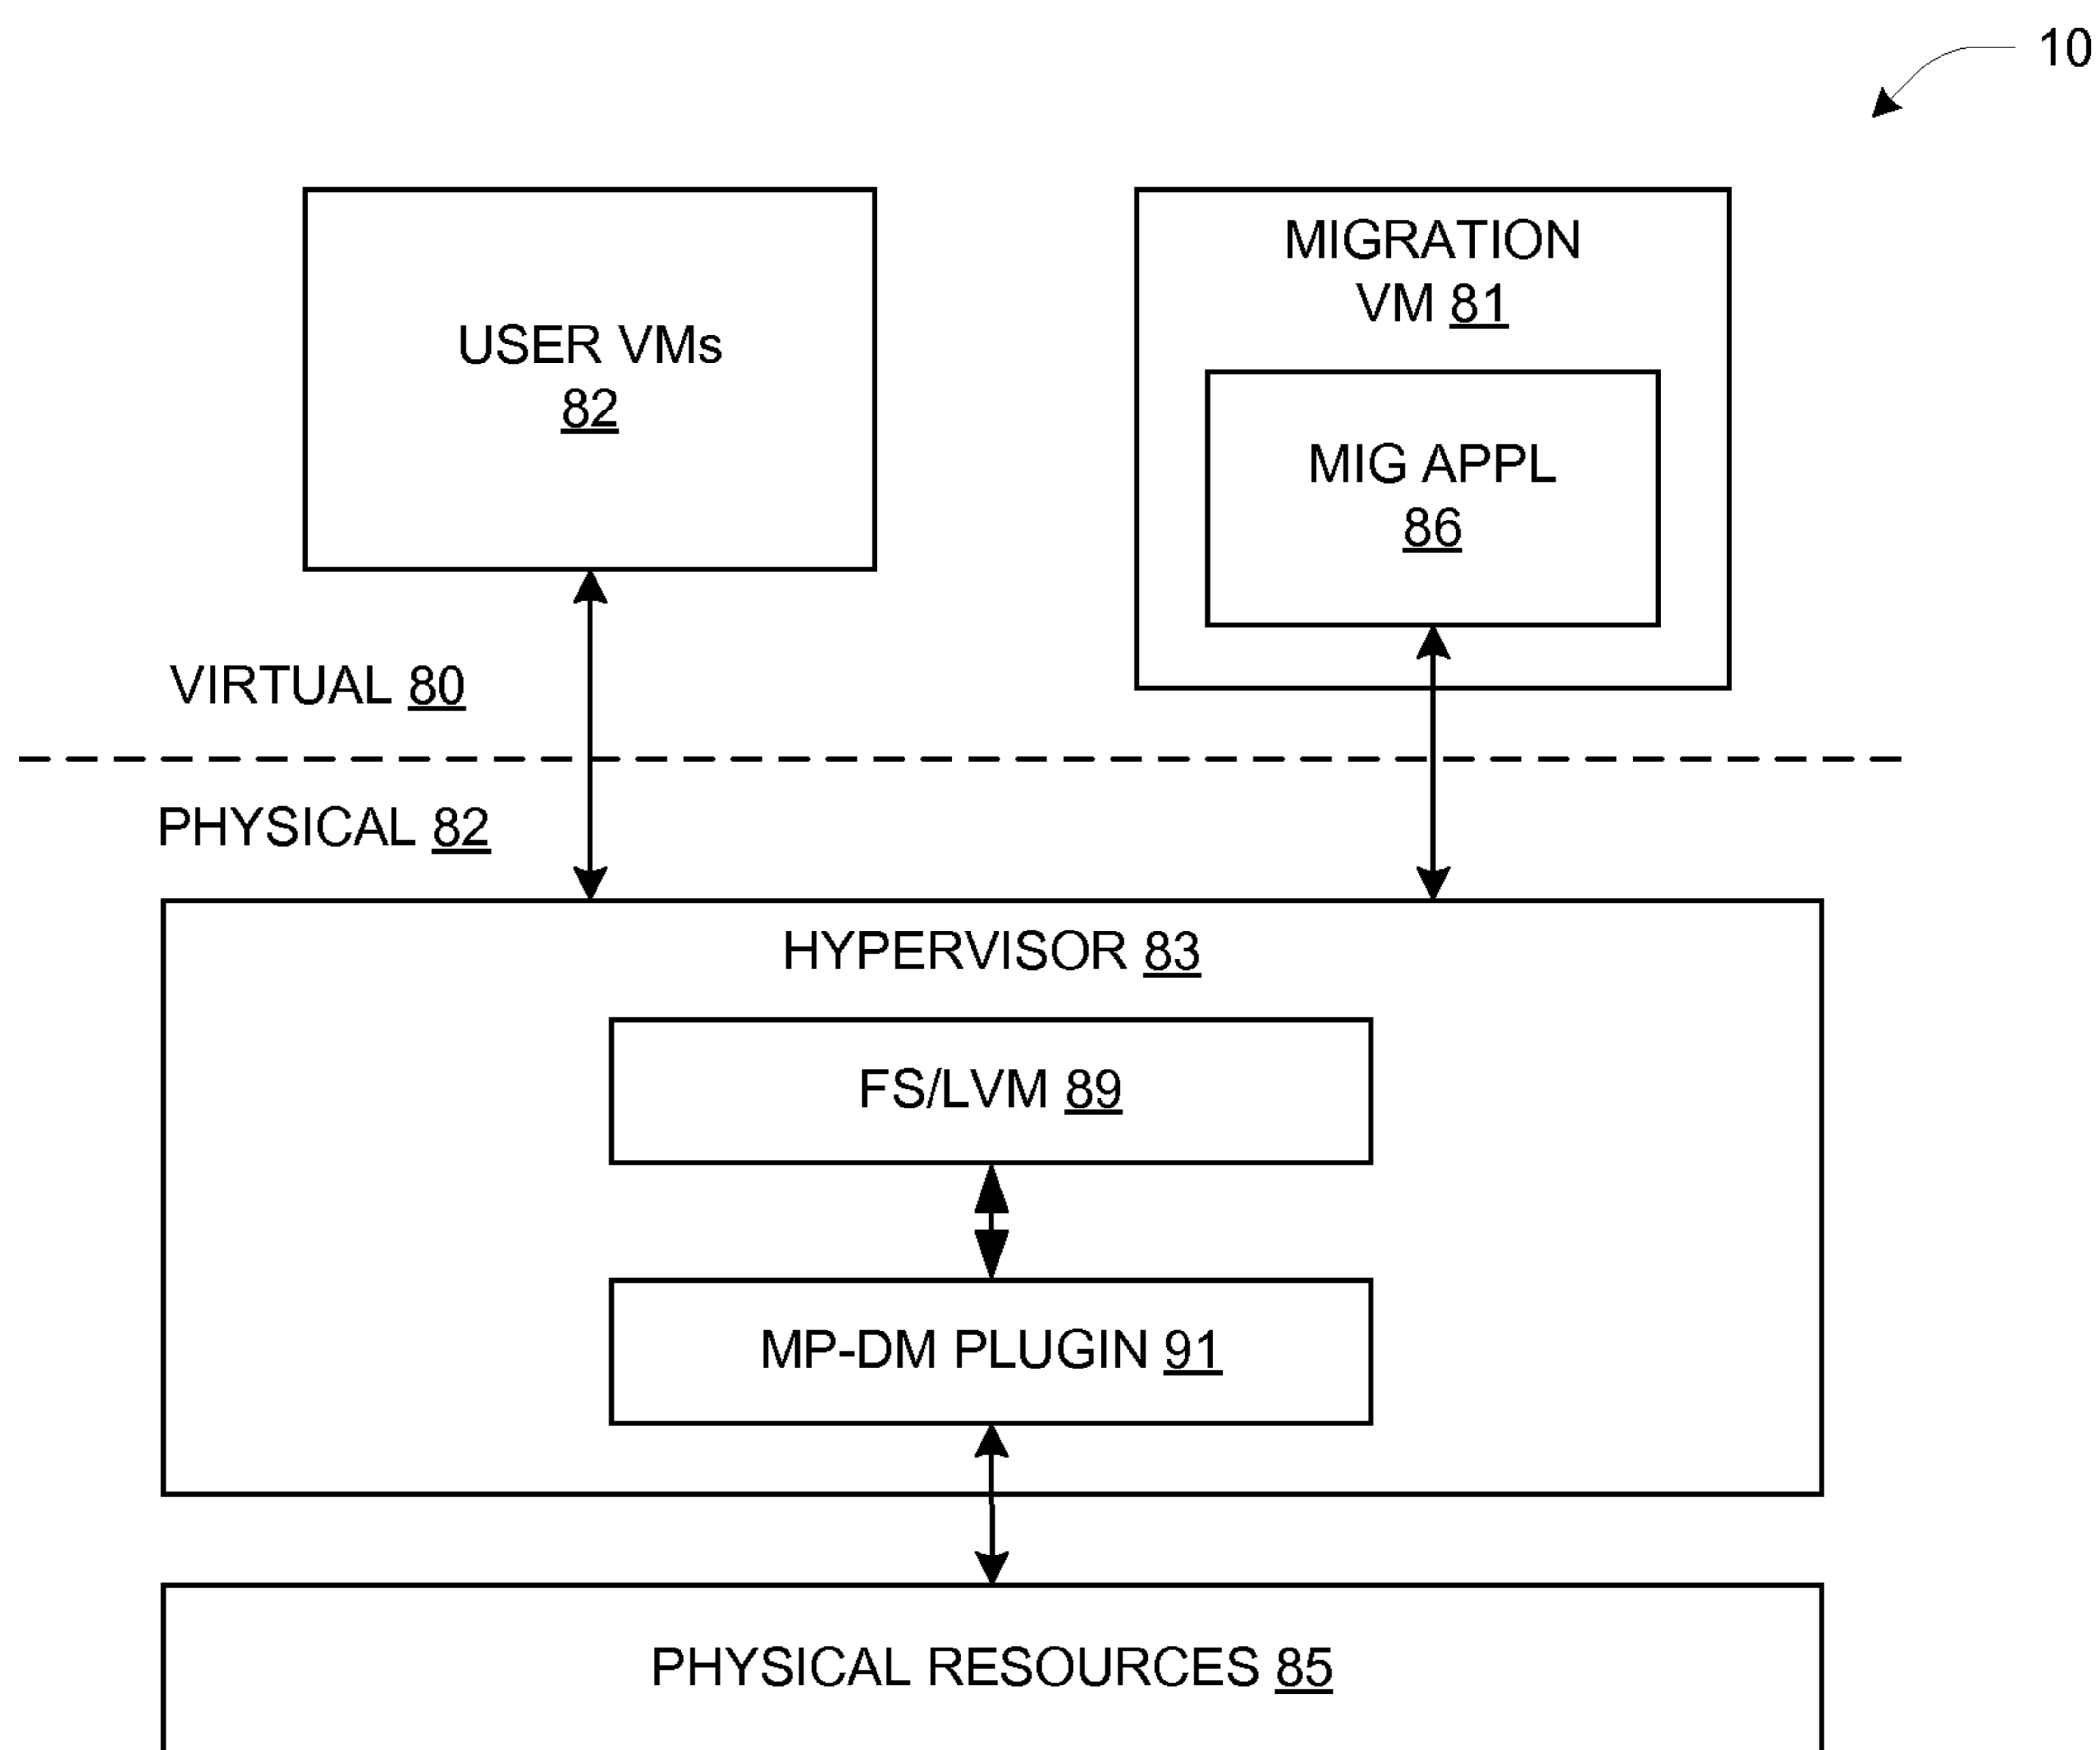 10
USER VMs
82
MIGRATION
VM 81
MIG APPL
86
VIRTUAL 80
PHYSICAL 82
HYPERVISOR 83
FS/LVM 89
MP-DM PLUGIN 91
PHYSICAL RESOURCES 85